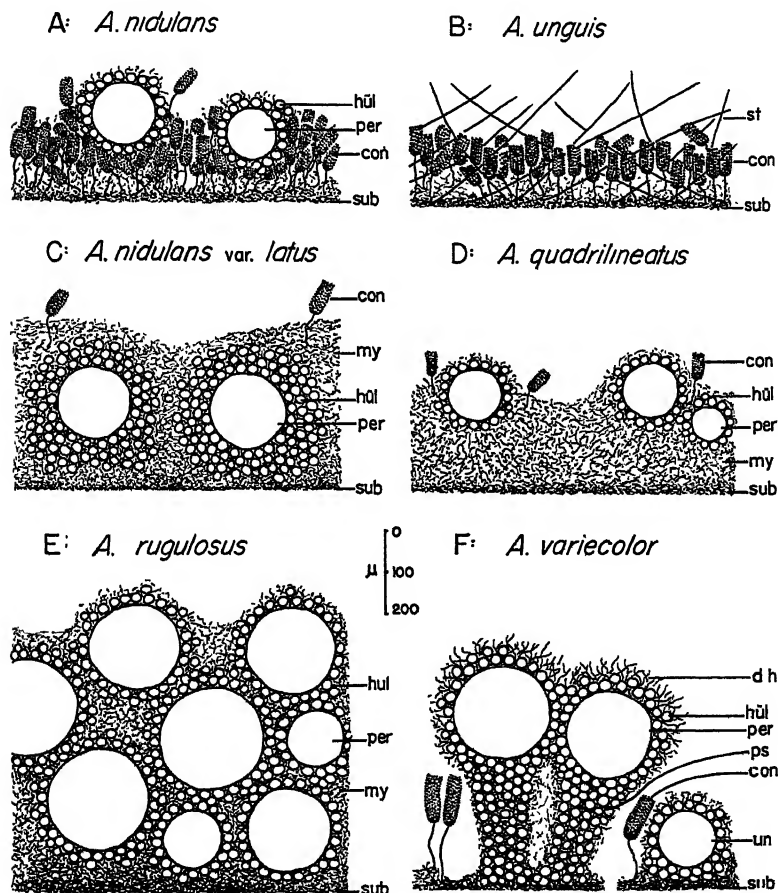 A: A. nidulans
hül
per
con
sub
B: A. unguis
st
con
sub
C: A. nidulans var. latus
con
my
hül
per
sub
D: A. quadrilineatus
con
hül
per
my
sub
E: A. rugulosus
hul
per
my
sub
μ
0
100
200
F: A. variecolor
d h
hül
per
ps
con
un
sub